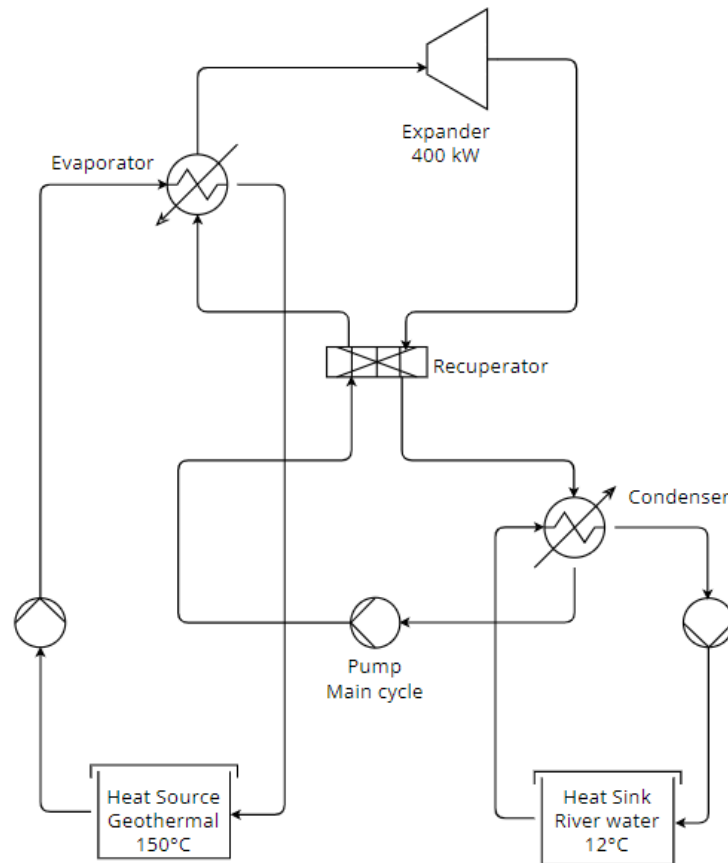 Expander
400 kW
Evaporator
Recuperator
Condenser
Pump
Main cycle
Heat Source
Geothermal
150°C
Heat Sink
River water
12°C